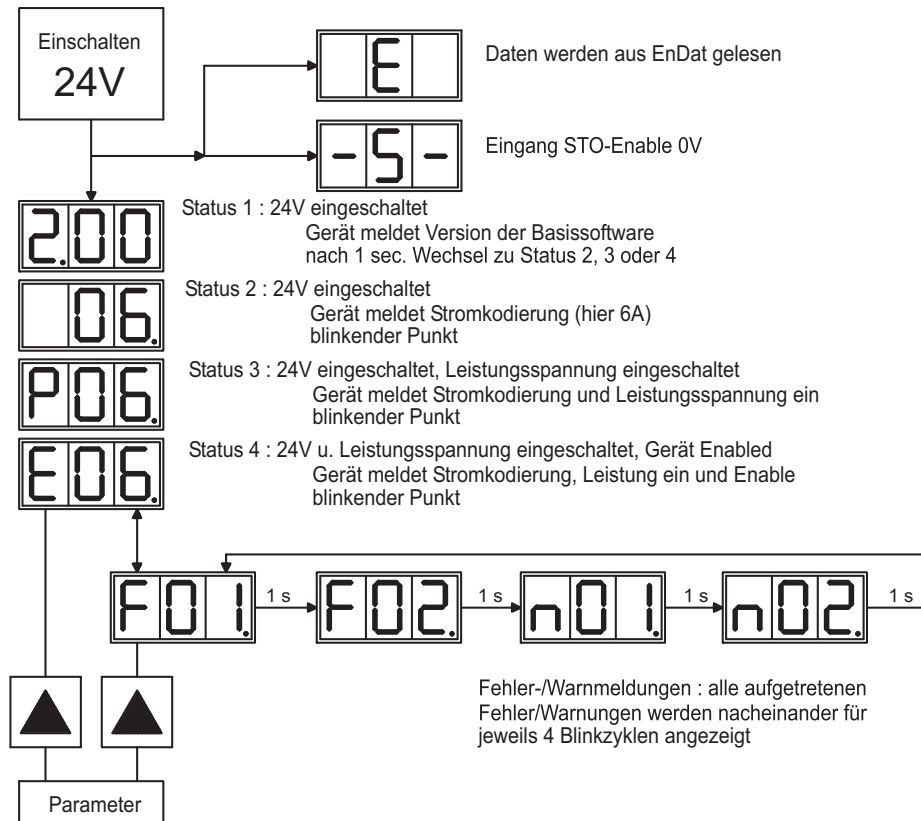 Einschalten
24V
E
Daten werden aus EnDat gelesen
-S-
Eingang STO-Enable 0V
2.00
Status 1 : 24V eingeschaltet
Gerät meldet Version der Basissoftware
nach 1 sec. Wechsel zu Status 2, 3 oder 4
06.
Status 2 : 24V eingeschaltet
Gerät meldet Stromkodierung (hier 6A)
blinkender Punkt
P06.
Status 3 : 24V eingeschaltet, Leistungsspannung eingeschaltet
Gerät meldet Stromkodierung und Leistungsspannung ein
blinkender Punkt
E06.
Status 4 : 24V u. Leistungsspannung eingeschaltet, Gerät Enabled
Gerät meldet Stromkodierung, Leistung ein und Enable
blinkender Punkt
F01. 1 s F02. 1 s n01. 1 s n02. 1 s
Fehler-/Warnmeldungen : alle aufgetretenen
Fehler/Warnungen werden nacheinander für
jeweils 4 Blinkzyklen angezeigt
Parameter